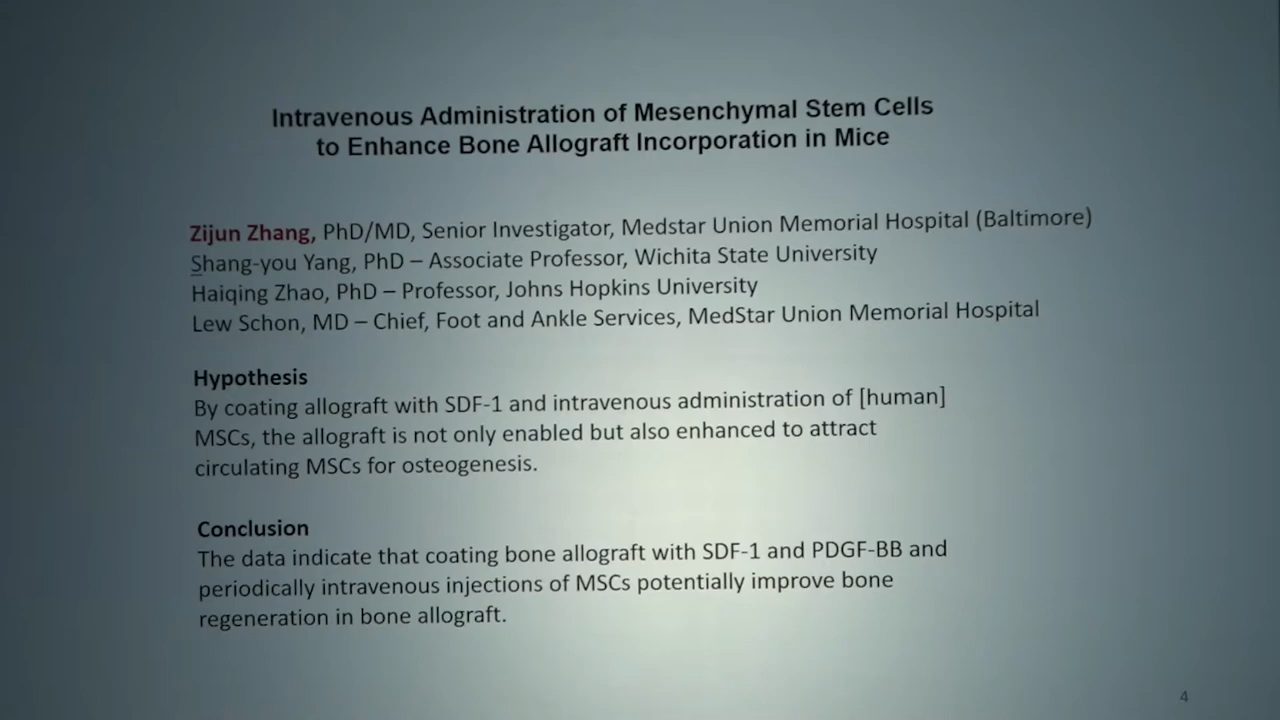 Intravenous Administration of Mesenchymal Stem Cells
to Enhance Bone Allograft Incorporation in Mice
Zijun Zhang, PhD/MD, Senior Investigator, Medstar Union Memorial Hospital (Baltimore)
Shang-you Yang, PhD – Associate Professor, Wichita State University
Haiqing Zhao, PhD – Professor, Johns Hopkins University
Lew Schon, MD – Chief, Foot and Ankle Services, MedStar Union Memorial Hospital
Hypothesis
By coating allograft with SDF-1 and intravenous administration of [human]
MSCs, the allograft is not only enabled but also enhanced to attract
circulating MSCs for osteogenesis.
Conclusion
The data indicate that coating bone allograft with SDF-1 and PDGF-BB and
periodically intravenous injections of MSCs potentially improve bone
regeneration in bone allograft.
4